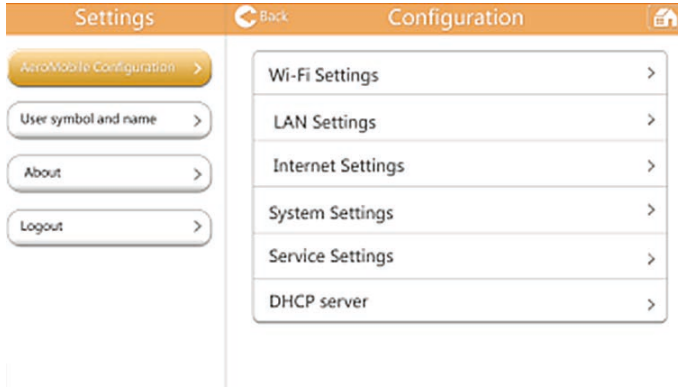 Settings
AeroMobile Configuration
User symbol and name
About
Logout
Back
Configuration
Wi-Fi Settings
LAN Settings
Internet Settings
System Settings
Service Settings
DHCP server